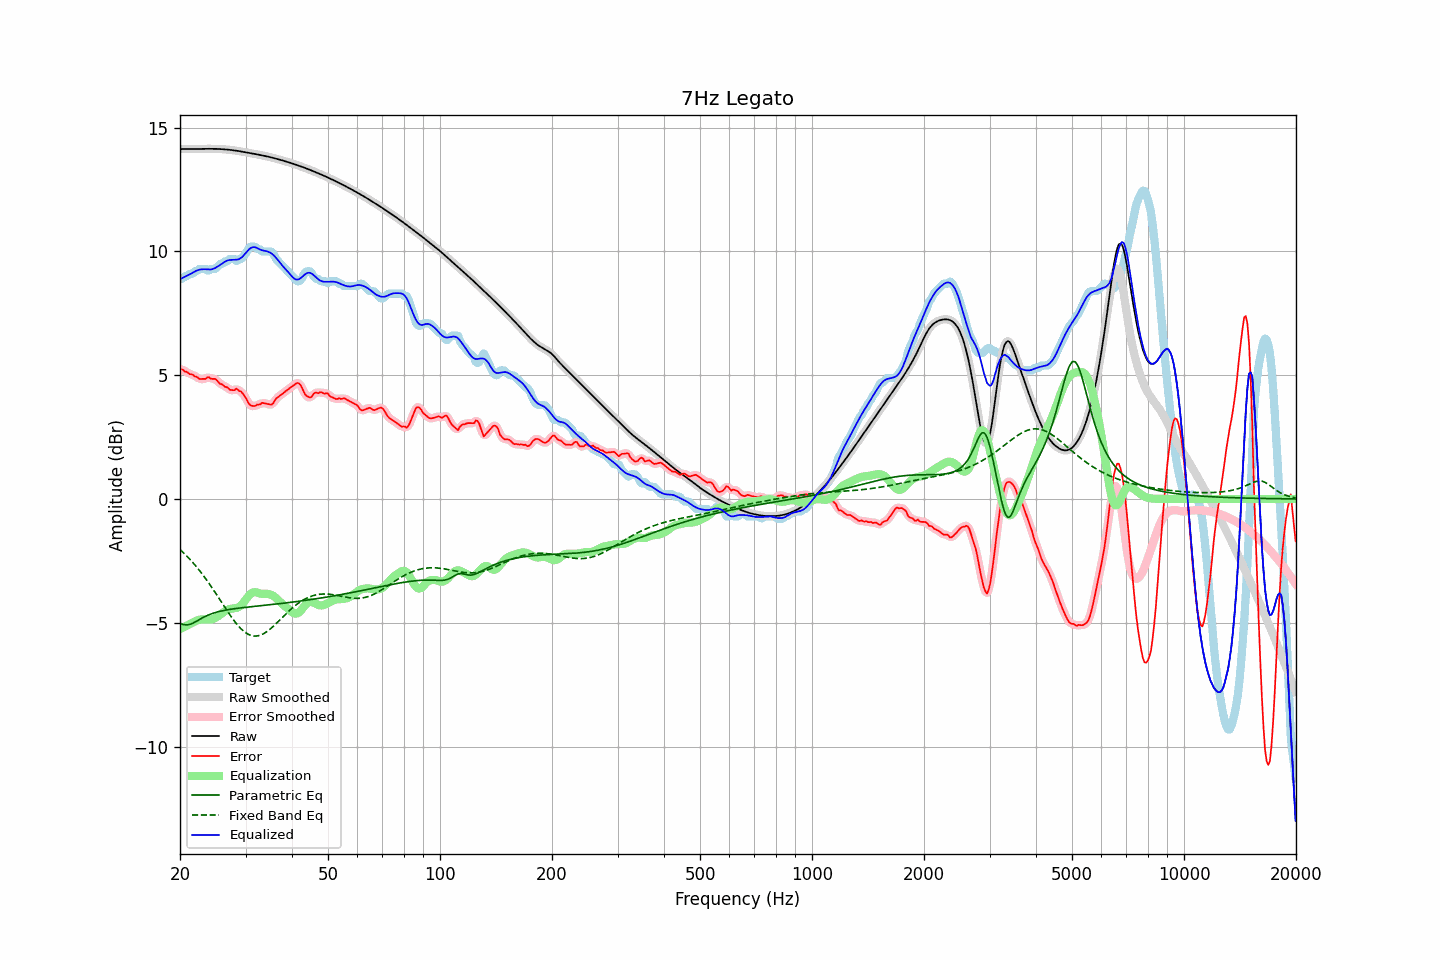 7Hz Legato
Amplitude (dBr)
15
10
5
0
−5
−10
Target
Raw Smoothed
Error Smoothed
Raw
Error
Equalization
Parametric Eq
Fixed Band Eq
Equalized
20 50 100 200 500 1000 2000 5000 10000 20000
Frequency (Hz)